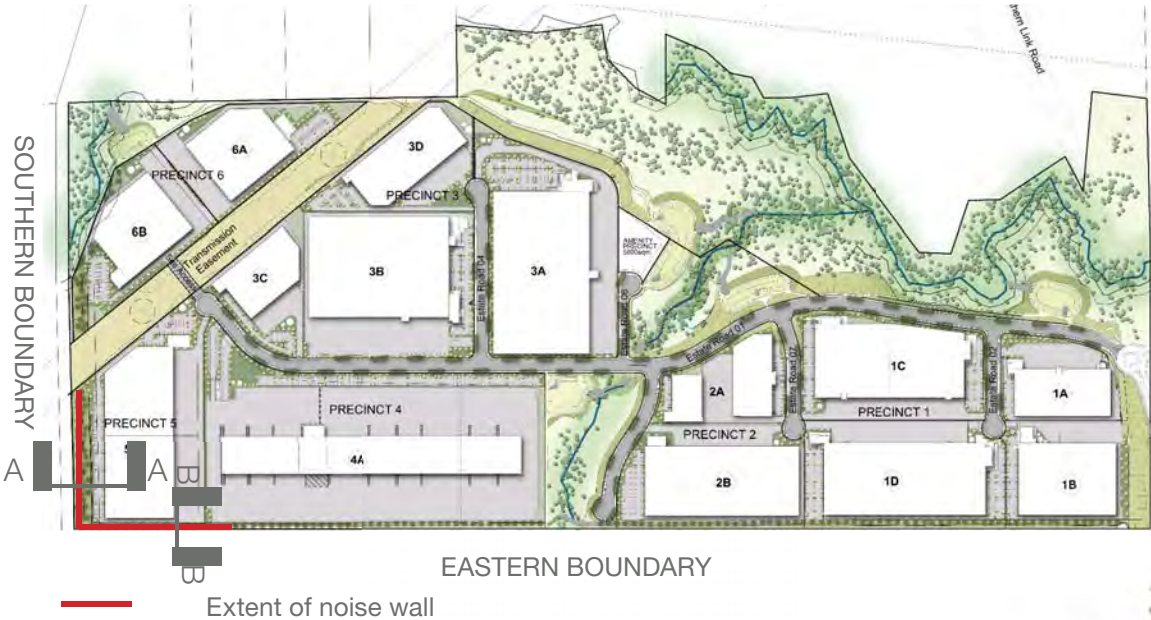 Link Road
SOUTHERN BOUNDARY
6A
3D
PRECINCT 6
PRECINCT 3
6B
Transmission
Easement
3C
3B
3A
AMENITY
PRECINCT
Estate Road 04
Estate Road 06
Estate Road 01
Estate Road 07
Estate Road 02
2A
1C
1A
PRECINCT 4
PRECINCT 1
PRECINCT 5
PRECINCT 2
4A
2B
1D
1B
A
A
B
B
EASTERN BOUNDARY
Extent of noise wall